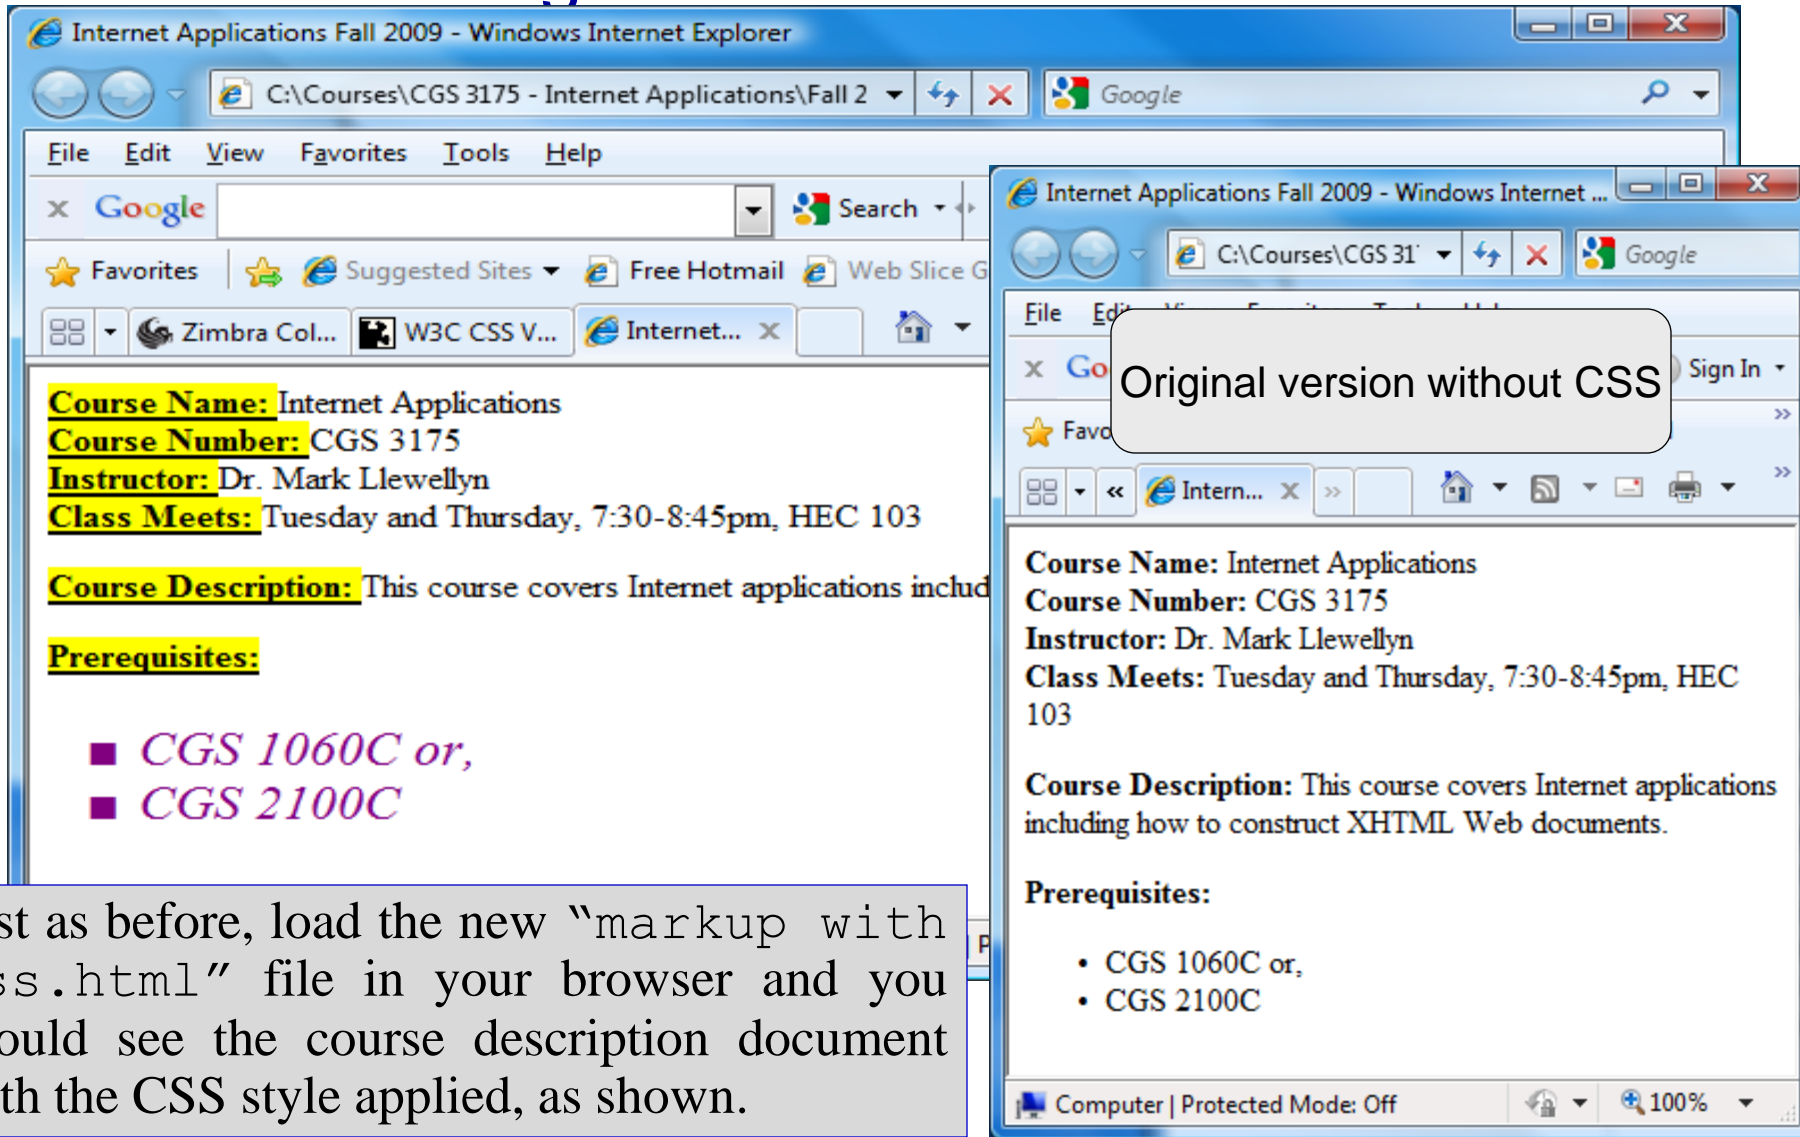 Internet Applications Fall 2009 - Windows Internet Explorer
C:\Courses\CGS 3175 - Internet Applications\Fall 2
Google
File Edit View Favorites Tools Help
x Google Search
Favorites Suggested Sites Free Hotmail Web Slice G
Zimbra Col... W3C CSS V... Internet... x
Course Name: Internet Applications
Course Number: CGS 3175
Instructor: Dr. Mark Llewellyn
Class Meets: Tuesday and Thursday, 7:30-8:45pm, HEC 103
Course Description: This course covers Internet applications includ
Prerequisites:
■ CGS 1060C or,
■ CGS 2100C
st as before, load the new “markup with
ss.html” file in your browser and you
ould see the course description document
th the CSS style applied, as shown.
Internet Applications Fall 2009 - Windows Internet ...
C:\Courses\CGS 31
Google
File
Original version without CSS
x Go Sign In
Favo
« Intern... x »
Course Name: Internet Applications
Course Number: CGS 3175
Instructor: Dr. Mark Llewellyn
Class Meets: Tuesday and Thursday, 7:30-8:45pm, HEC
103
Course Description: This course covers Internet applications
including how to construct XHTML Web documents.
Prerequisites:
• CGS 1060C or,
• CGS 2100C
Computer | Protected Mode: Off 100%